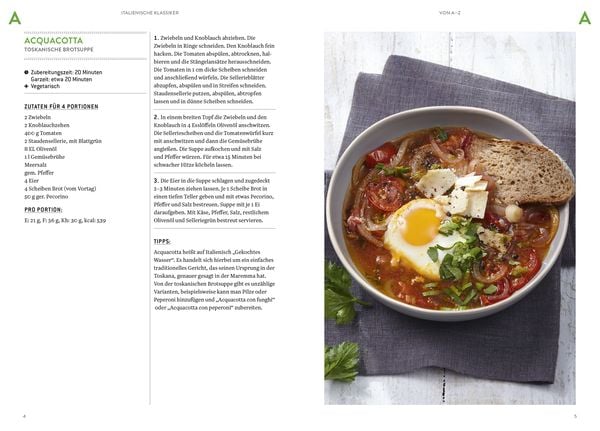 A
ITALIENISCHE KLASSIKER
VON A–Z
A
ACQUACOTTA
TOSKANISCHE BROTSUPPE
Zubereitungszeit: 20 Minuten
Garzeit: etwa 20 Minuten
Vegetarisch
ZUTATEN FÜR 4 PORTIONEN
2 Zwiebeln
2 Knoblauchzehen
400 g Tomaten
2 Staudensellerie, mit Blattgrün
8 El Olivenöl
1 l Gemüsebrühe
Meersalz
gem. Pfeffer
4 Eier
4 Scheiben Brot (vom Vortag)
50 g ger. Pecorino
PRO PORTION:
E: 21 g, F: 36 g, Kh: 30 g, kcal: 539
1. Zwiebeln und Knoblauch abziehen. Die
Zwiebeln in Ringe schneiden. Den Knoblauch fein
hacken. Die Tomaten abspülen, abtrocknen, hal-
bieren und die Stängelansätze herausschneiden.
Die Tomaten in 1 cm dicke Scheiben schneiden
und anschließend würfeln. Die Sellerieblätter
abzupfen, abspülen und in Streifen schneiden.
Staudensellerie putzen, abspülen, abtropfen
lassen und in dünne Scheiben schneiden.
2. In einem breiten Topf die Zwiebeln und den
Knoblauch in 4 Esslöffeln Olivenöl anschwitzen.
Die Selleriescheiben und die Tomatenwürfel kurz
mit anschwitzen und dann die Gemüsebrühe
angießen. Die Suppe aufkochen und mit Salz
und Pfeffer würzen. Für etwa 15 Minuten bei
schwacher Hitze köcheln lassen.
3. Die Eier in die Suppe schlagen und zugedeckt
2–3 Minuten ziehen lassen. Je 1 Scheibe Brot in
einen tiefen Teller geben und mit etwas Pecorino,
Pfeffer und Salz bestreuen. Suppe mit je 1 Ei
daraufgeben. Mit Käse, Pfeffer, Salz, restlichem
Olivenöl und Selleriegrün bestreut servieren.
TIPPS:
Acquacotta heißt auf Italienisch „Gekochtes
Wasser“. Es handelt sich hierbei um ein einfaches
traditionelles Gericht, das seinen Ursprung in der
Toskana, genauer gesagt in der Maremma hat.
Von der toskanischen Brotsuppe gibt es unzählige
Varianten, beispielsweise kann man Pilze oder
Peperoni hinzufügen und „Acquacotta con funghi“
oder „Acquacotta con peperoni“ zubereiten.
4
5